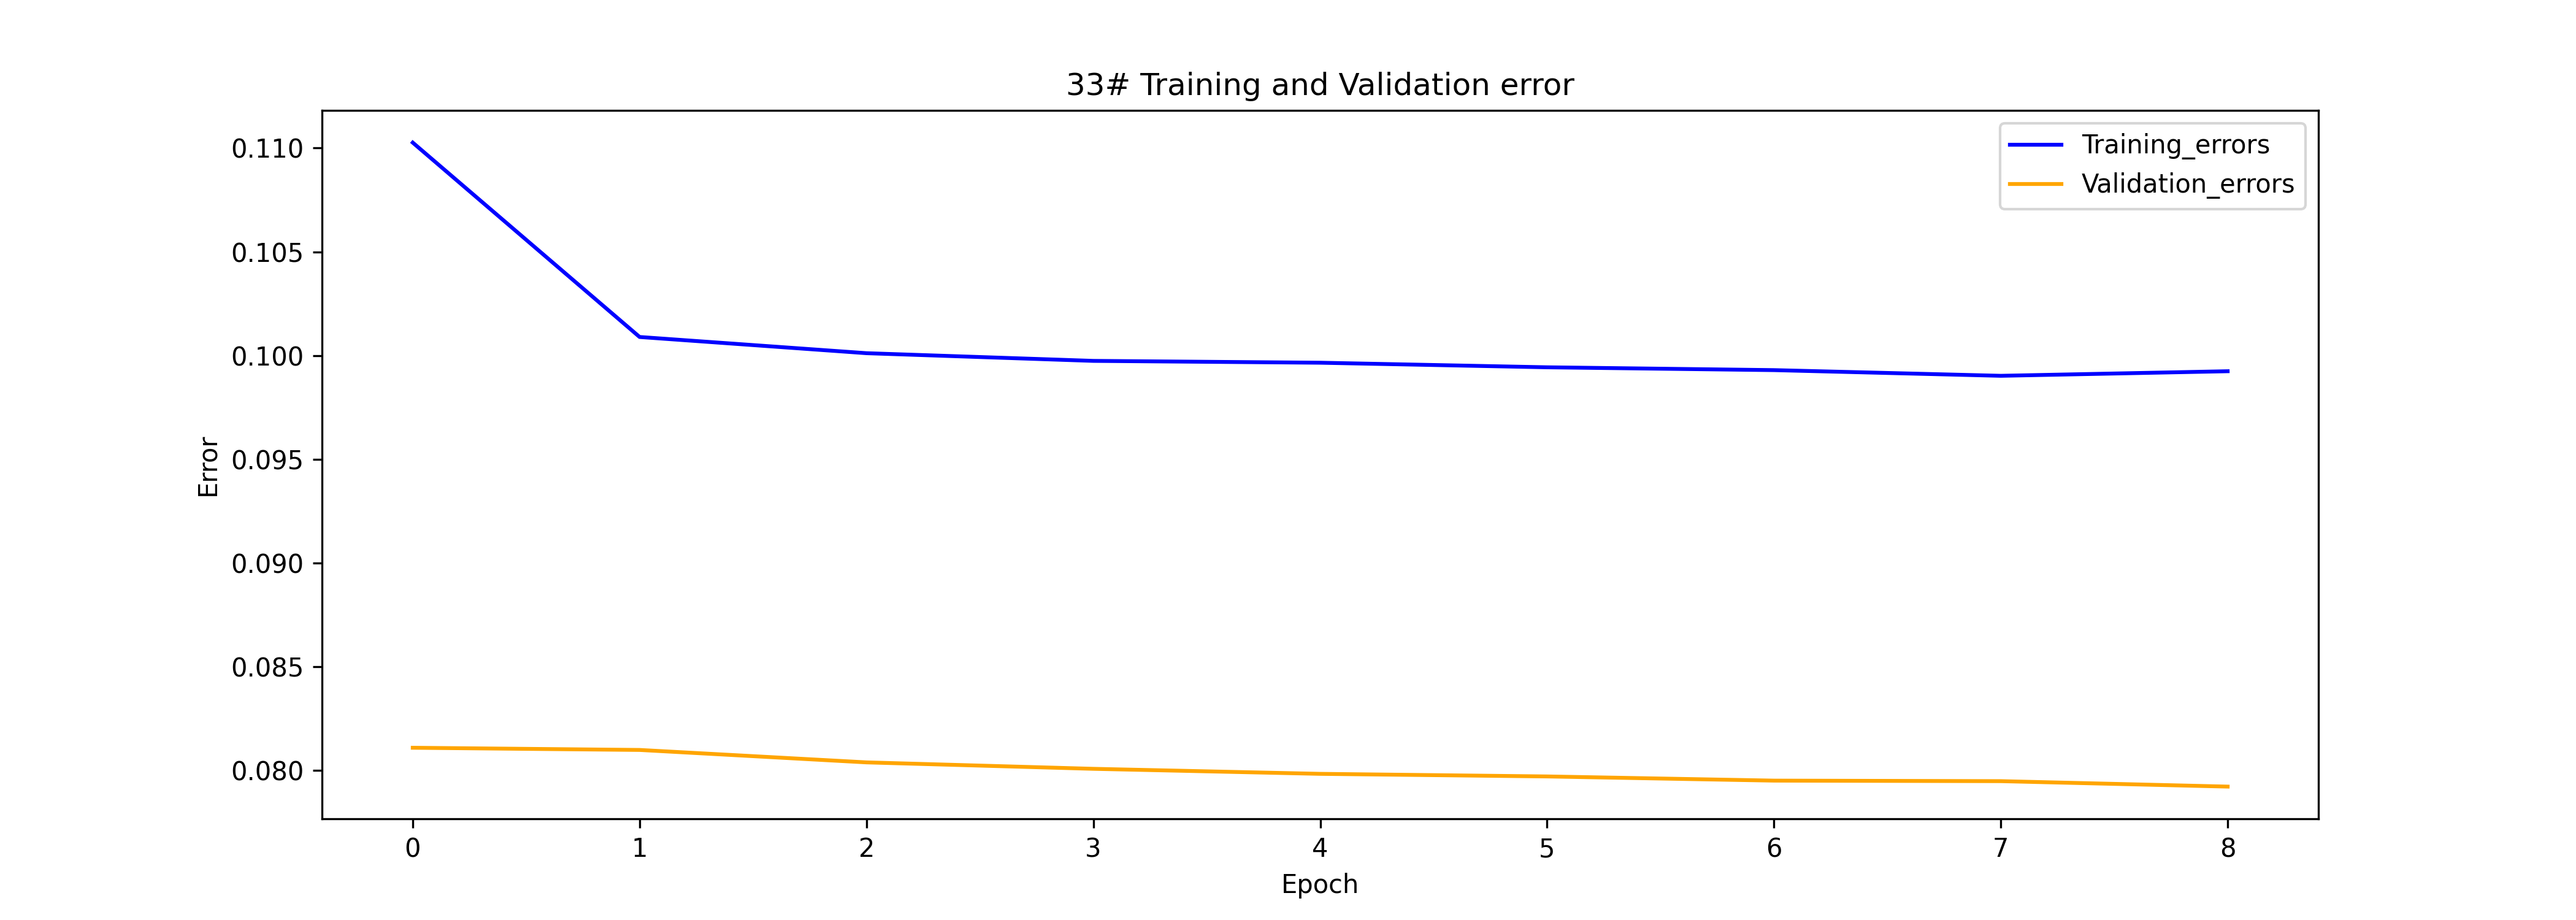 33# Training and Validation error
Training_errors
Validation_errors
0.110
0.105
0.100
0.095
0.090
0.085
0.080
Error
0 1 2 3 4 5 6 7 8
Epoch